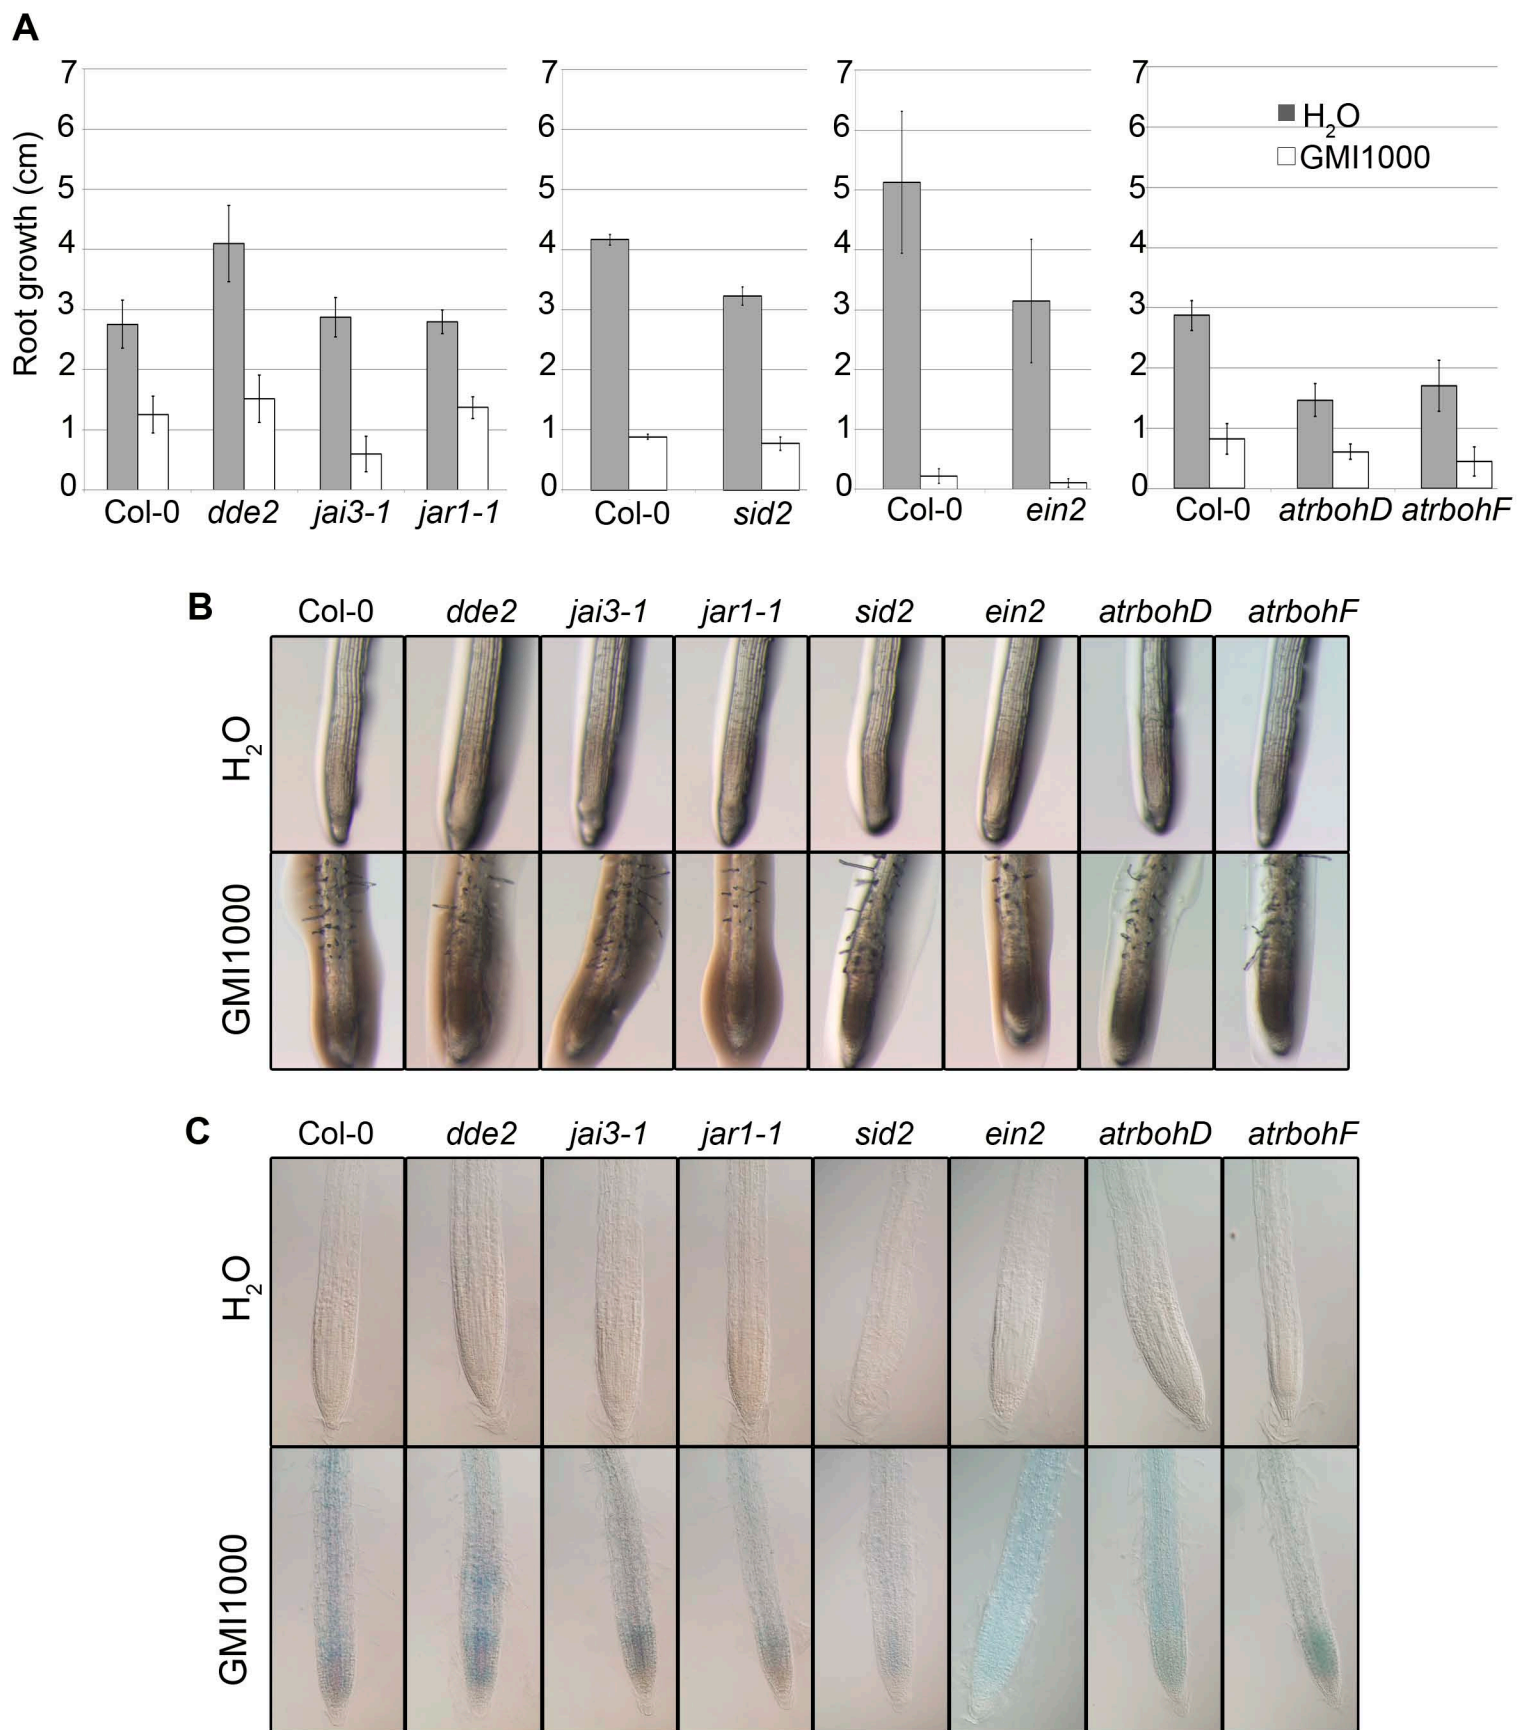 A
Root growth (cm)
7
6
5
4
3
2
1
0
Col-0 dde2 jai3-1 jar1-1
7
6
5
4
3
2
1
0
Col-0 sid2
7
6
5
4
3
2
1
0
Col-0 ein2
7
6
5
4
3
2
1
0
H₂O
GMI1000
Col-0 atrbohD atrbohF
B
Col-0 dde2 jai3-1 jar1-1 sid2 ein2 atrbohD atrbohF
H₂O
GMI1000
C
Col-0 dde2 jai3-1 jar1-1 sid2 ein2 atrbohD atrbohF
H₂O
GMI1000